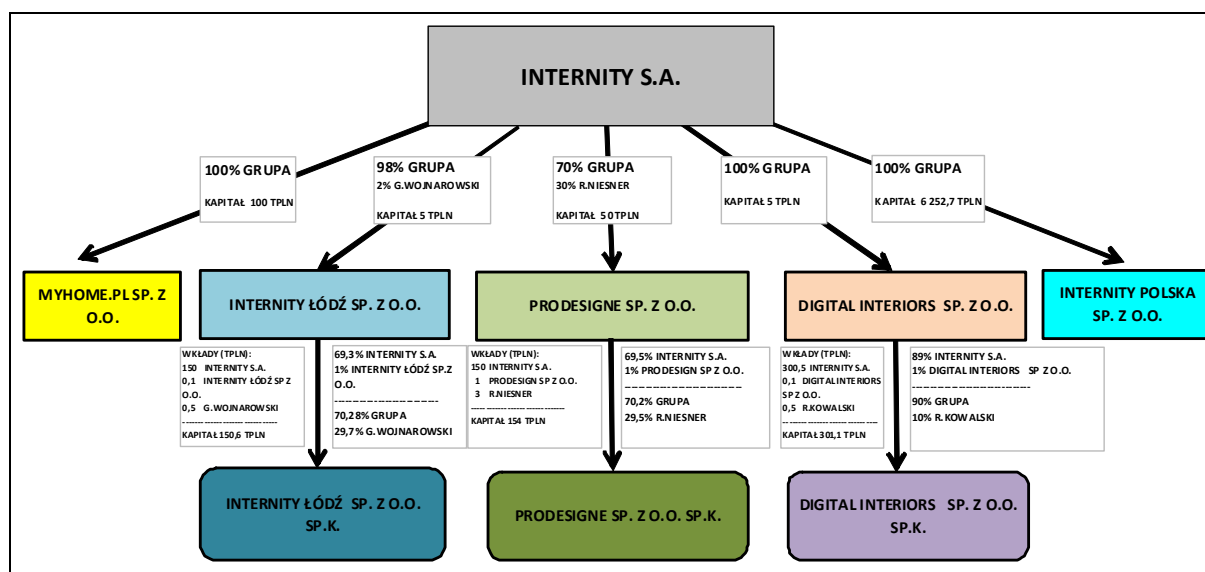 INTERNITY S.A.
100% GRUPA
KAPITAŁ 100 TPLN
98% GRUPA
2% G.WOJNAROWSKI
KAPITAŁ 5 TPLN
70% GRUPA
30% R.NIESNER
KAPITAŁ 50 TPLN
100% GRUPA
KAPITAŁ 5 TPLN
100% GRUPA
KAPITAŁ 6 252,7 TPLN
MYHOME.PL SP. Z
O.O.
INTERNITY ŁÓDŹ SP. Z O.O.
PRODESIGNE SP. Z O.O.
DIGITAL INTERIORS SP. Z O.O.
INTERNITY POLSKA
SP. Z O.O.
WKŁADY (TPLN):
150 INTERNITY S.A.
0,1 INTERNITY ŁÓDŹ SP Z
O.O.
0,5 G.WOJNAROWSKI
------------------------------
KAPITAŁ 150,6 TPLN
69,3% INTERNITY S.A.
1% INTERNITY ŁÓDŹ SP.Z
O.O.
----------------------------
70,28% GRUPA
29,7% G.WOJNAROWSKI
WKŁADY (TPLN):
150 INTERNITY S.A.
1 PRODESIGN SP Z O.O.
3 R.NIESNER
------------------------------
KAPITAŁ 154 TPLN
69,5% INTERNITY S.A.
1% PRODESIGN SP Z O.O.
------------------------------
70,2% GRUPA
29,5% R.NIESNER
WKŁADY (TPLN):
300,5 INTERNITY S.A.
0,1 DIGITAL INTERIORS
SP Z O.O.
0,5 R.KOWALSKI
------------------------------
KAPITAŁ 301,1 TPLN
89% INTERNITY S.A.
1% DIGITAL INTERIORS SP Z O.O.
------------------------------
90% GRUPA
10% R. KOWALSKI
INTERNITY ŁÓDŹ SP. Z O.O.
SP.K.
PRODESIGNE SP. Z O.O. SP.K.
DIGITAL INTERIORS SP. Z O.O.
SP.K.